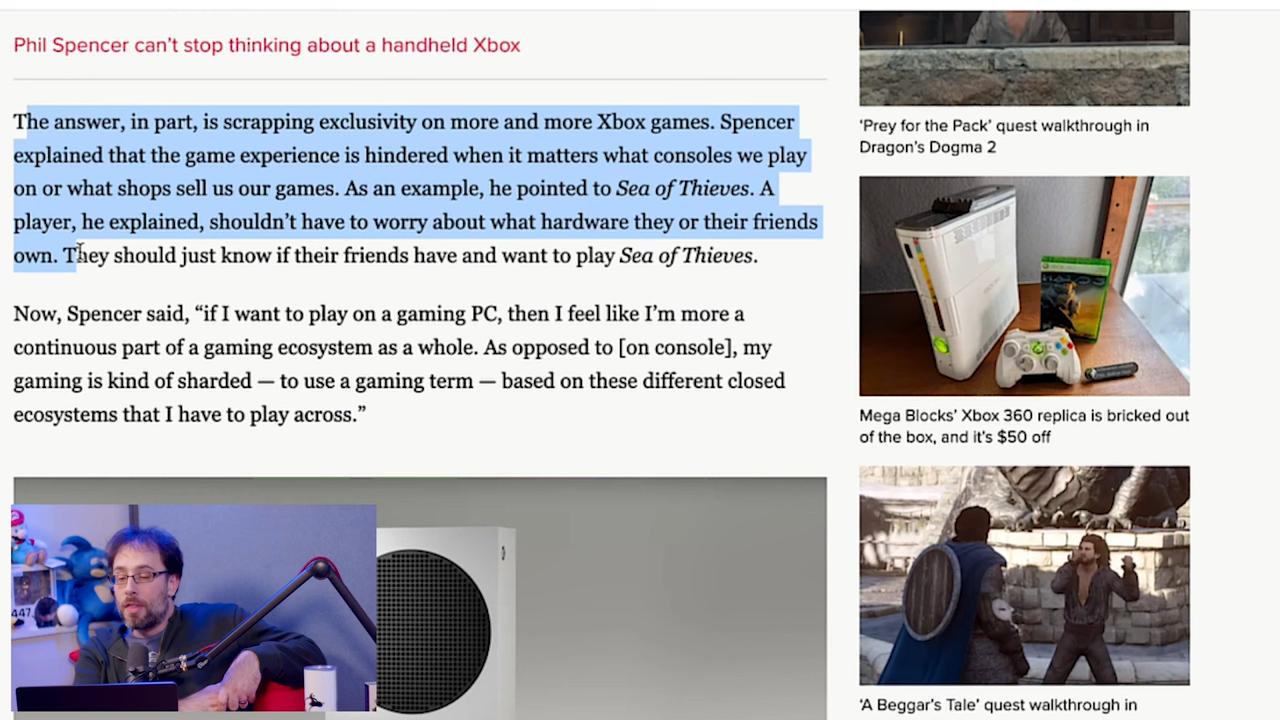 Phil Spencer can't stop thinking about a handheld Xbox
The answer, in part, is scrapping exclusivity on more and more Xbox games. Spencer
explained that the game experience is hindered when it matters what consoles we play
on or what shops sell us our games. As an example, he pointed to Sea of Thieves. A
player, he explained, shouldn't have to worry about what hardware they or their friends
own. They should just know if their friends have and want to play Sea of Thieves.
Now, Spencer said, “if I want to play on a gaming PC, then I feel like I'm more a
continuous part of a gaming ecosystem as a whole. As opposed to [on console], my
gaming is kind of sharded — to use a gaming term — based on these different closed
ecosystems that I have to play across.”
447
‘Prey for the Pack’ quest walkthrough in
Dragon's Dogma 2
Mega Blocks’ Xbox 360 replica is bricked out
of the box, and it's $50 off
‘A Beggar's Tale’ quest walkthrough in